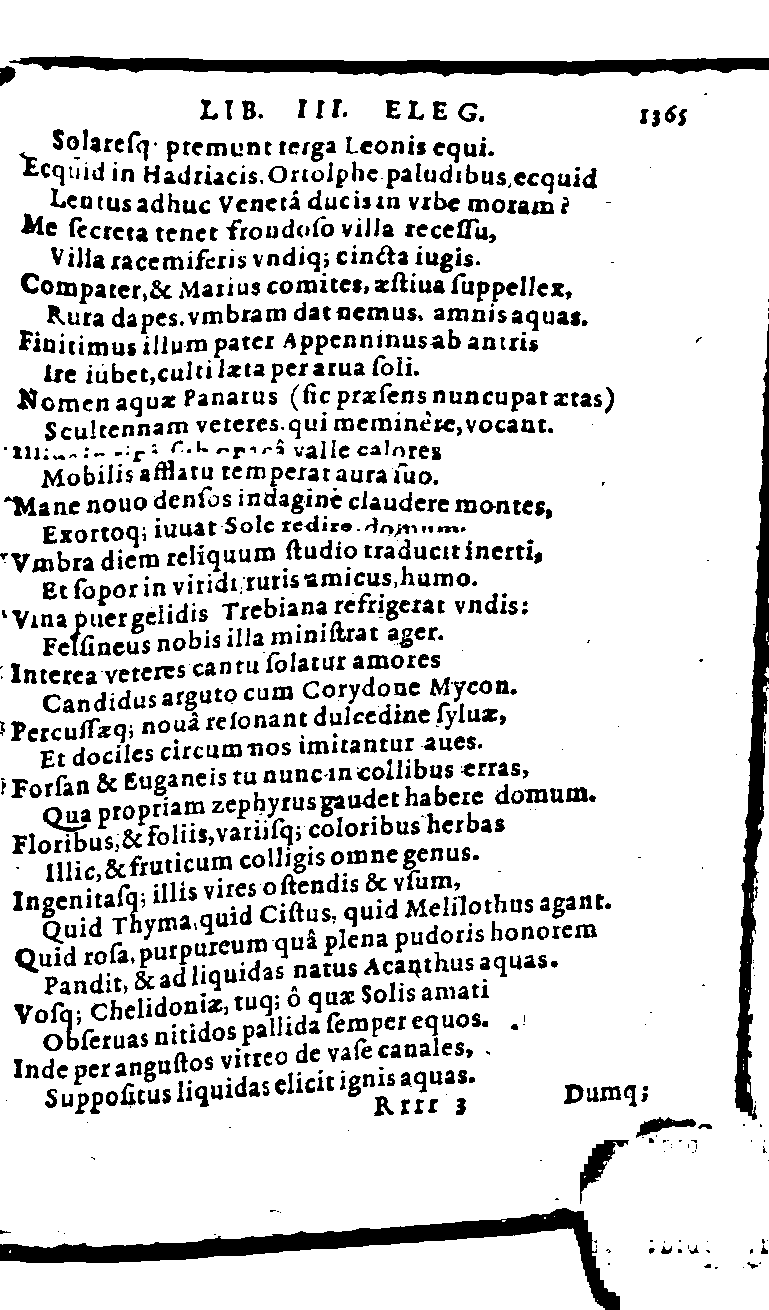 LIB. III. ELEG. 1365
Solaresq; premunt terga Leonis equi.
Ecquid in Hadriacis, Ortolphe paludibus, ecquid
Lentus adhuc Venetâ ducis in vrbe moram?
Me secreta tenet frondoso villa recessu,
Villa racemiferis vndiq; cincta iugis.
Compater, & Marius comites, æstiua suppellex,
Rura dapes, vmbram dat nemus, amnis aquas.
Finitimus illum pater Appenninus ab antris
Ire iubet, culti læta per arua soli.
Nomen aquæ Panarus (sic præsens nuncupat ætas)
Scultennam veteres, qui meminère, vocant.
valle calores
Mobilis afflatu temperat aura suo.
Mane nouo densos indagine claudere montes,
Exortoq; iuuat Sole redire domum.
Vmbra diem reliquum studio traducit inerti,
Et sopor in viridi, ruris amicus, humo.
Vina puer gelidis Trebiana refrigerat vndis:
Felsineus nobis illa ministrat ager.
Interea veteres cantu solatur amores
Candidus arguto cum Corydone Mycon.
Percussæq; nouâ resonant dulcedine syluæ,
Et dociles circum nos imitantur aues.
Forsan & Euganeis tu nunc in collibus erras,
Qua propriam zephyrus gaudet habere domum.
Floribus, & foliis, variisq; coloribus herbas
Illic, & fruticum colligis omne genus.
Ingenitasq; illis vires ostendis & vsum,
Quid Thyma, quid Cistus, quid Melilothus agant.
Quid rosa, purpureum quâ plena pudoris honorem
Pandit, & ad liquidas natus Acanthus aquas.
Vosq; Chelidoniæ, tuq; ô quæ Solis amati
Obseruas nitidos pallida semper equos.
Inde per angustos vitreo de vase canales,
Suppositus liquidas elicit ignis aquas.
Rrrr 3 Dumq;